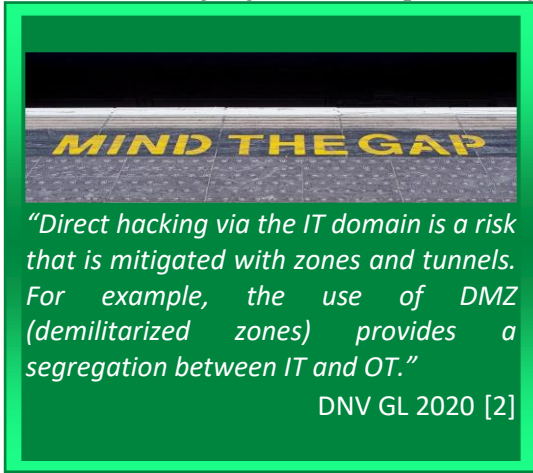 MIND THE GAP
“Direct hacking via the IT domain is a risk
that is mitigated with zones and tunnels.
For example, the use of DMZ
(demilitarized zones) provides a
segregation between IT and OT.”
DNV GL 2020 [2]